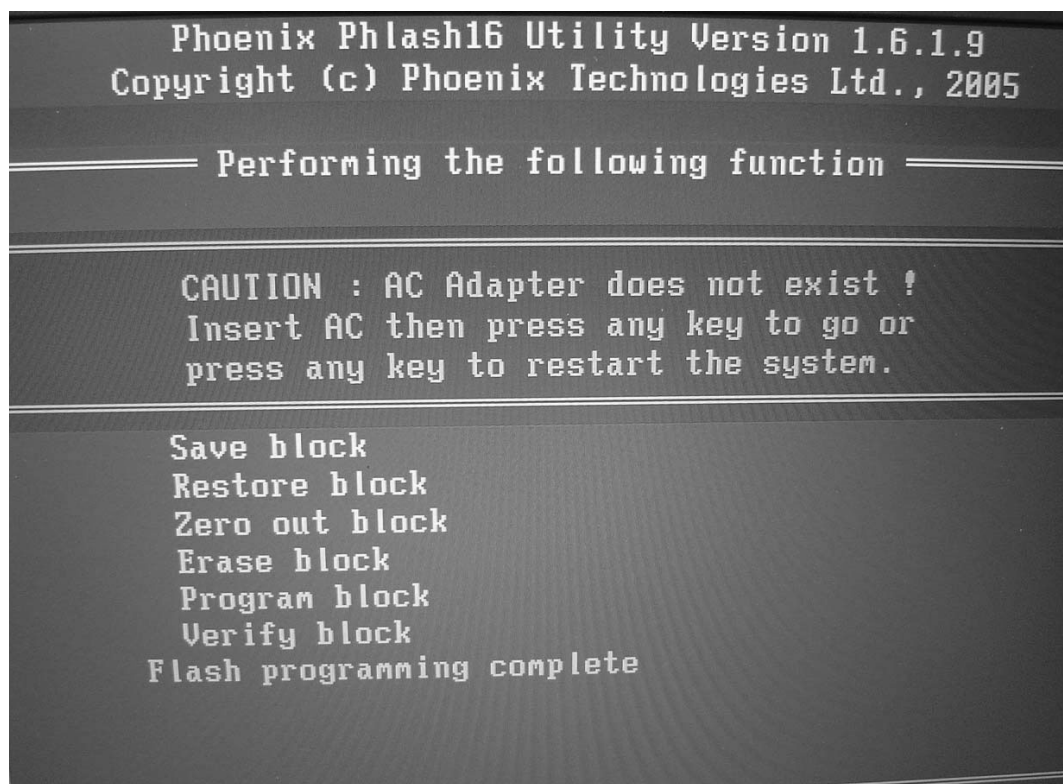 Phoenix Phlash16 Utility Version 1.6.1.9
Copyright (c) Phoenix Technologies Ltd., 2005
Performing the following function
CAUTION : AC Adapter does not exist !
Insert AC then press any key to go or
press any key to restart the system.
Save block
Restore block
Zero out block
Erase block
Program block
Verify block
Flash programming complete